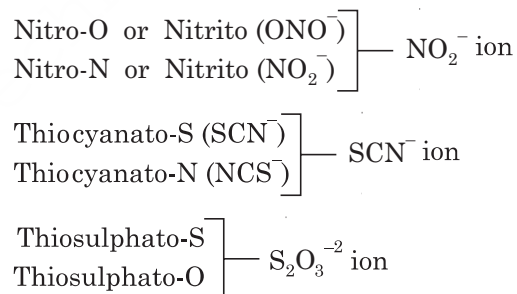 Nitro-O or Nitrito (ONO⁻)
Nitro-N or Nitrito (NO₂⁻)
NO₂⁻ ion
Thiocyanato-S (SCN⁻)
Thiocyanato-N (NCS⁻)
SCN⁻ ion
Thiosulphato-S
Thiosulphato-O
S₂O₃⁻² ion